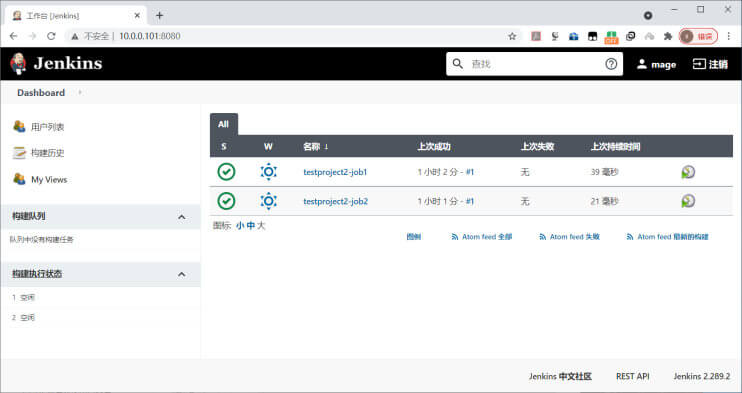 工作台 [Jenkins]
不安全 | 10.0.0.101:8080
OFF
错误
Jenkins
查找
mage
注销
Dashboard
用户列表
构建历史
My Views
构建队列
队列中没有构建任务
构建执行状态
1 空闲
2 空闲
All
S W 名称 ↓ 上次成功 上次失败 上次持续时间
testproject2-job1 1 小时 2 分 - #1 无 39 毫秒
testproject2-job2 1 小时 1 分 - #1 无 21 毫秒
图标: 小 中 大
图例 Atom feed 全部 Atom feed 失败 Atom feed 最新的构建
Jenkins 中文社区 REST API Jenkins 2.289.2